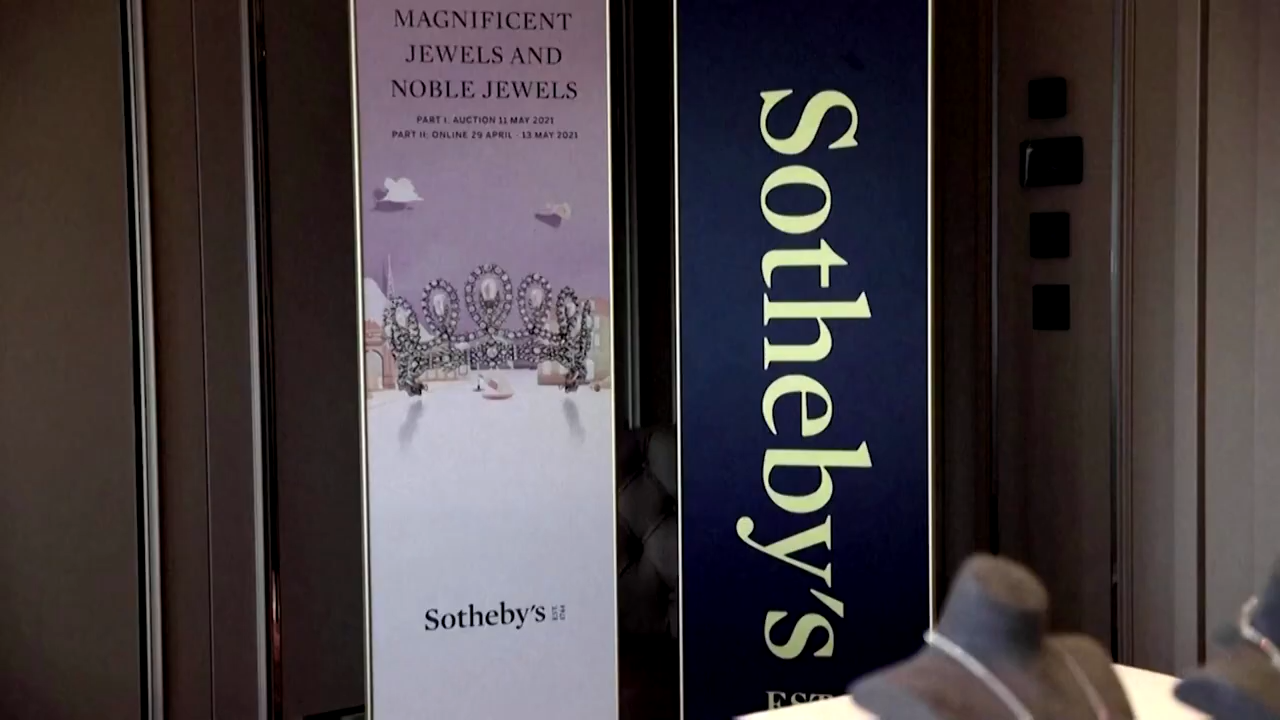 MAGNIFICENT
JEWELS AND
NOBLE JEWELS
PART I: AUCTION 11 MAY 2021
PART II: ONLINE 29 APRIL - 13 MAY 2021
Sotheby's
Sotheby's